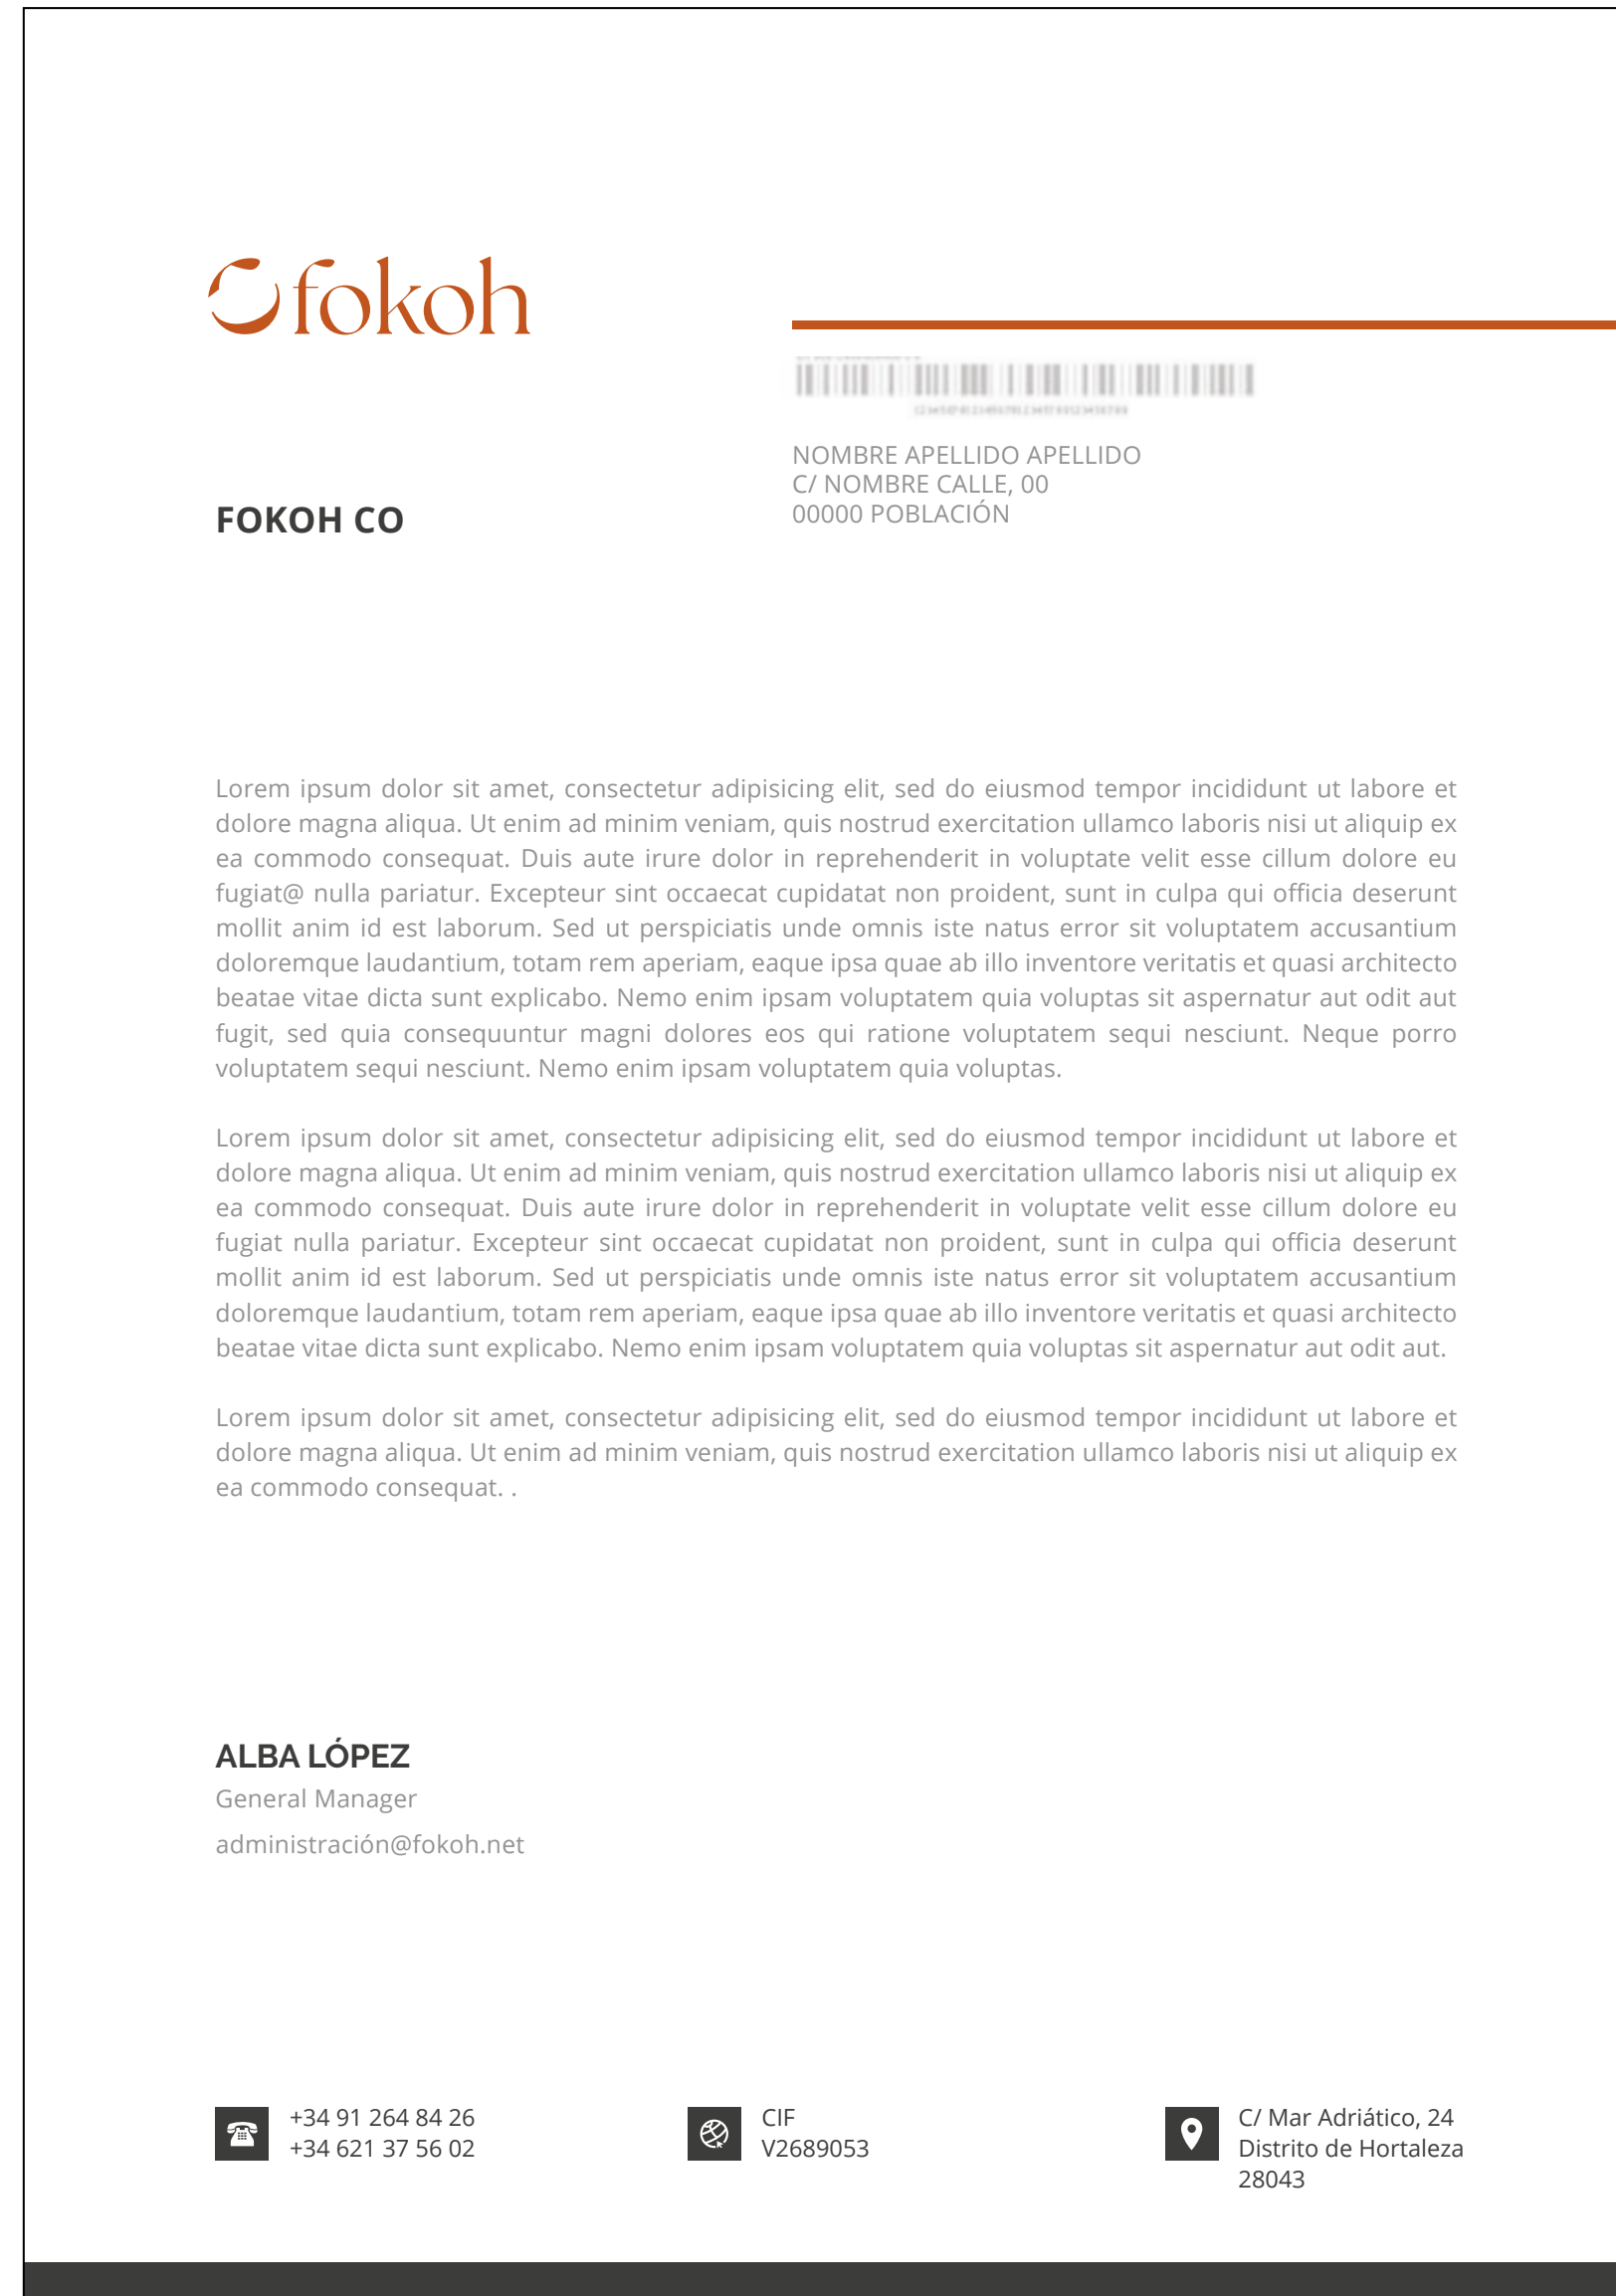 fokoh
NOMBRE APELLIDO APELLIDO
C/ NOMBRE CALLE, 00
00000 POBLACIÓN
FOKOH CO
Lorem ipsum dolor sit amet, consectetur adipisicing elit, sed do eiusmod tempor incididunt ut labore et
dolore magna aliqua. Ut enim ad minim veniam, quis nostrud exercitation ullamco laboris nisi ut aliquip ex
ea commodo consequat. Duis aute irure dolor in reprehenderit in voluptate velit esse cillum dolore eu
fugiat@ nulla pariatur. Excepteur sint occaecat cupidatat non proident, sunt in culpa qui officia deserunt
mollit anim id est laborum. Sed ut perspiciatis unde omnis iste natus error sit voluptatem accusantium
doloremque laudantium, totam rem aperiam, eaque ipsa quae ab illo inventore veritatis et quasi architecto
beatae vitae dicta sunt explicabo. Nemo enim ipsam voluptatem quia voluptas sit aspernatur aut odit aut
fugit, sed quia consequuntur magni dolores eos qui ratione voluptatem sequi nesciunt. Neque porro
voluptatem sequi nesciunt. Nemo enim ipsam voluptatem quia voluptas.
Lorem ipsum dolor sit amet, consectetur adipisicing elit, sed do eiusmod tempor incididunt ut labore et
dolore magna aliqua. Ut enim ad minim veniam, quis nostrud exercitation ullamco laboris nisi ut aliquip ex
ea commodo consequat. Duis aute irure dolor in reprehenderit in voluptate velit esse cillum dolore eu
fugiat nulla pariatur. Excepteur sint occaecat cupidatat non proident, sunt in culpa qui officia deserunt
mollit anim id est laborum. Sed ut perspiciatis unde omnis iste natus error sit voluptatem accusantium
doloremque laudantium, totam rem aperiam, eaque ipsa quae ab illo inventore veritatis et quasi architecto
beatae vitae dicta sunt explicabo. Nemo enim ipsam voluptatem quia voluptas sit aspernatur aut odit aut.
Lorem ipsum dolor sit amet, consectetur adipisicing elit, sed do eiusmod tempor incididunt ut labore et
dolore magna aliqua. Ut enim ad minim veniam, quis nostrud exercitation ullamco laboris nisi ut aliquip ex
ea commodo consequat. .
ALBA LÓPEZ
General Manager
administración@fokoh.net
+34 91 264 84 26
+34 621 37 56 02
CIF
V2689053
C/ Mar Adriático, 24
Distrito de Hortaleza
28043